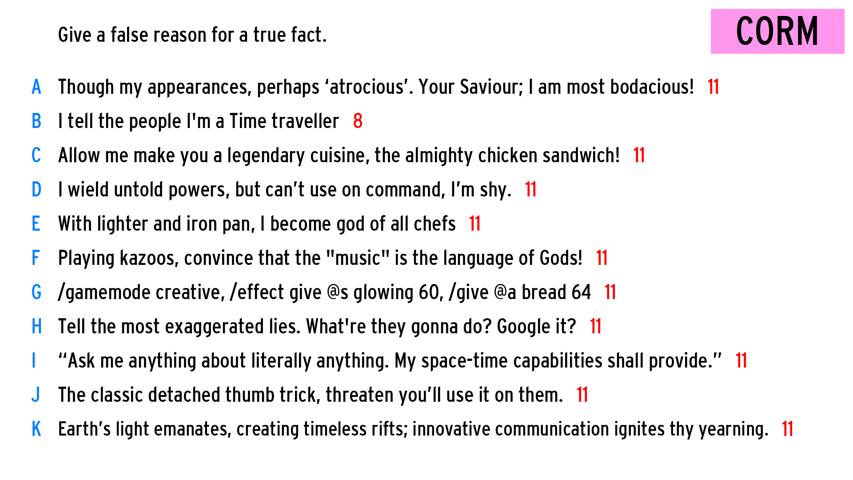 Give a false reason for a true fact.
CORM
A Though my appearances, perhaps ‘atrocious’. Your Saviour; I am most bodacious! 11
B I tell the people I'm a Time traveller 8
C Allow me make you a legendary cuisine, the almighty chicken sandwich! 11
D I wield untold powers, but can’t use on command, I’m shy. 11
E With lighter and iron pan, I become god of all chefs 11
F Playing kazoos, convince that the "music" is the language of Gods! 11
G /gamemode creative, /effect give @s glowing 60, /give @a bread 64 11
H Tell the most exaggerated lies. What're they gonna do? Google it? 11
I “Ask me anything about literally anything. My space-time capabilities shall provide.” 11
J The classic detached thumb trick, threaten you’ll use it on them. 11
K Earth’s light emanates, creating timeless rifts; innovative communication ignites thy yearning. 11